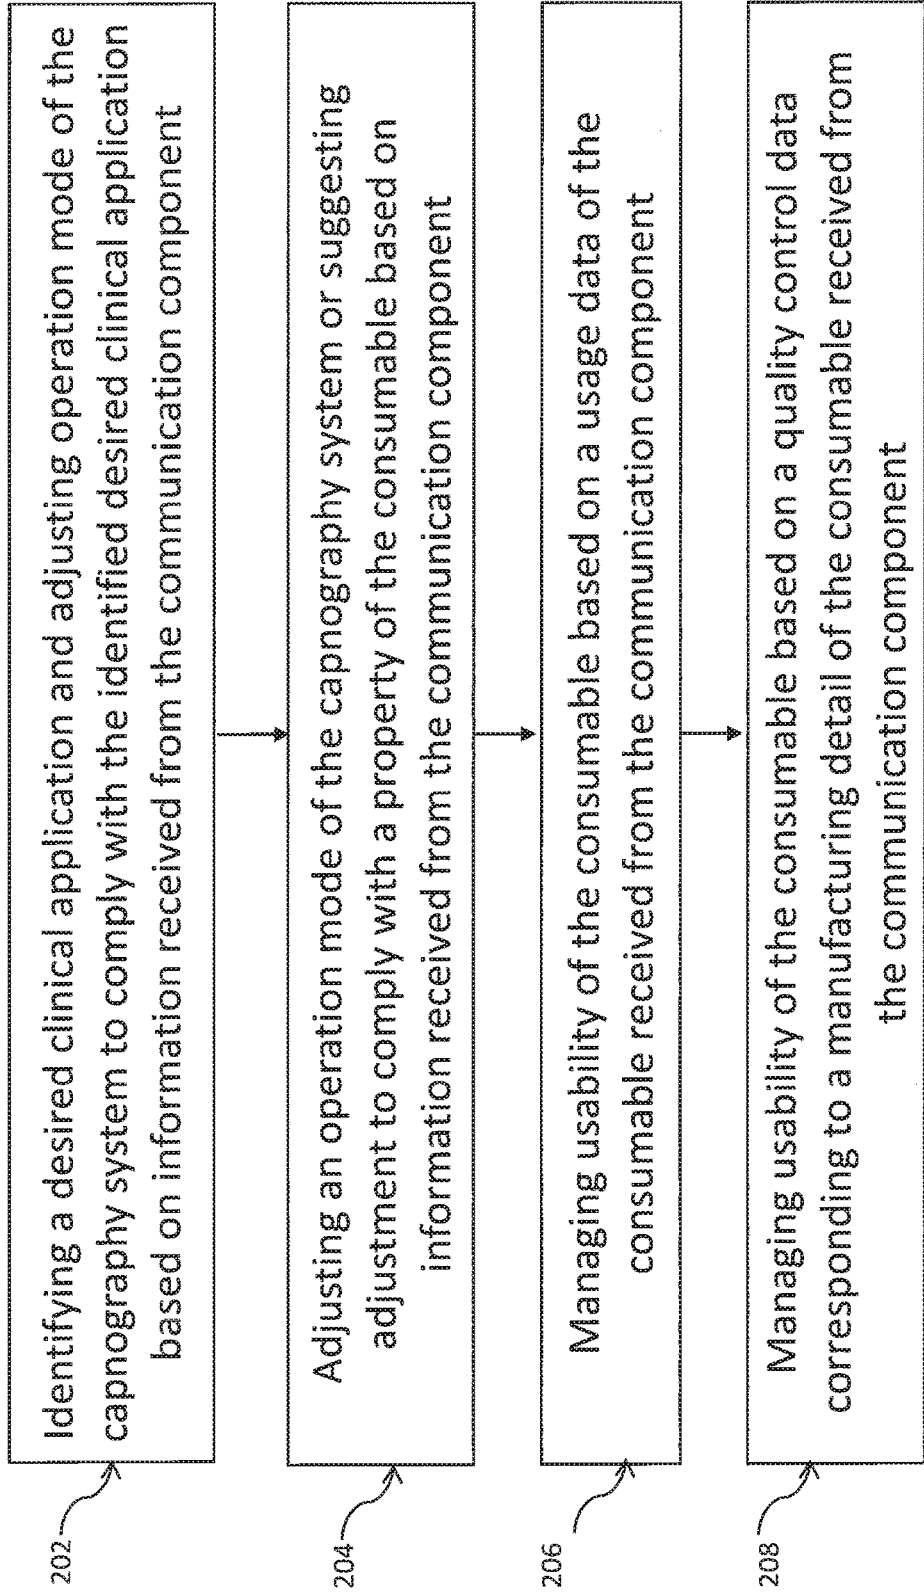 202
Identifying a desired clinical application and adjusting operation mode of the
capnography system to comply with the identified desired clinical application
based on information received from the communication component
204
Adjusting an operation mode of the capnography system or suggesting
adjustment to comply with a property of the consumable based on
information received from the communication component
206
Managing usability of the consumable based on a usage data of the
consumable received from the communication component
208
Managing usability of the consumable based on a quality control data
corresponding to a manufacturing detail of the consumable received from
the communication component